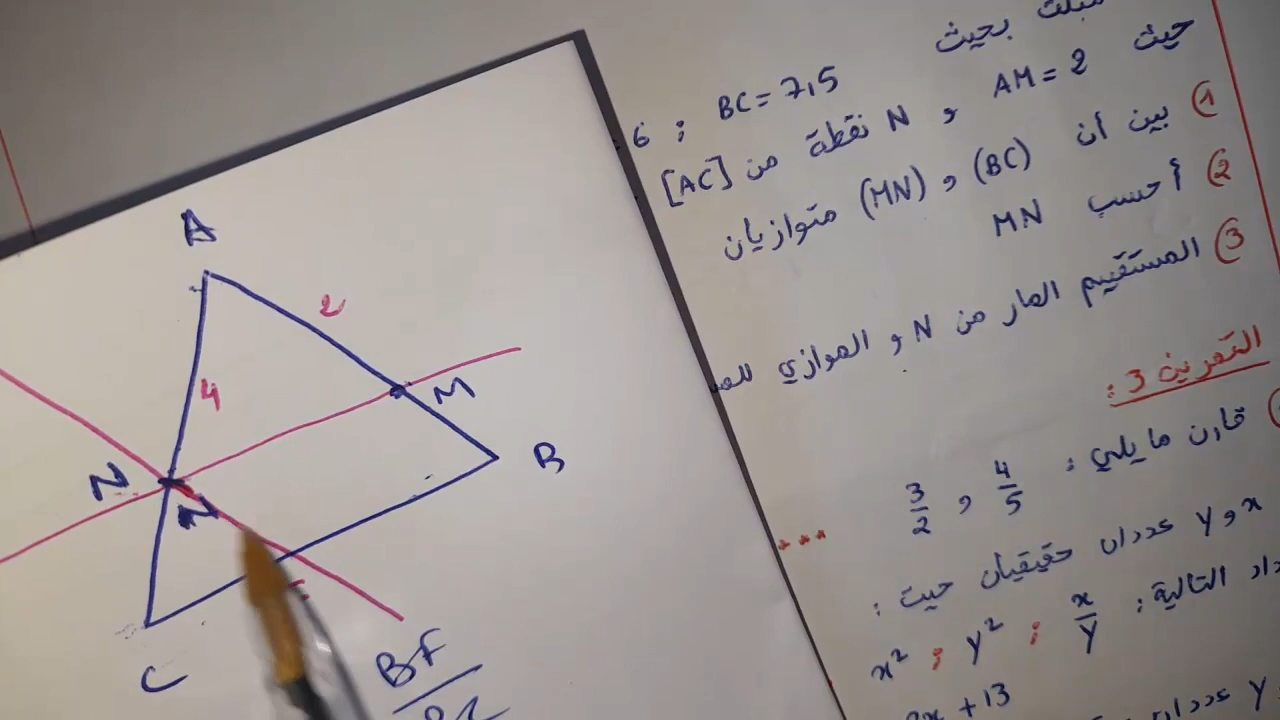 بحيث
6 ; BC = 7,5
حيث AM = 2 و N نقطة من [AC]
① بين أن (BC) و (MN) متوازيان
② أحسب MN
③ المستقيم المار من N و الموازي
التمرين 3 :
قارن ما يلي : 4/5 , 3/2
x و y عددان حقيقيان حيث :
التالية : x/y ; y² ; x²
x + 13
y عددان
A
2
4
M
B
N
N
C
BF